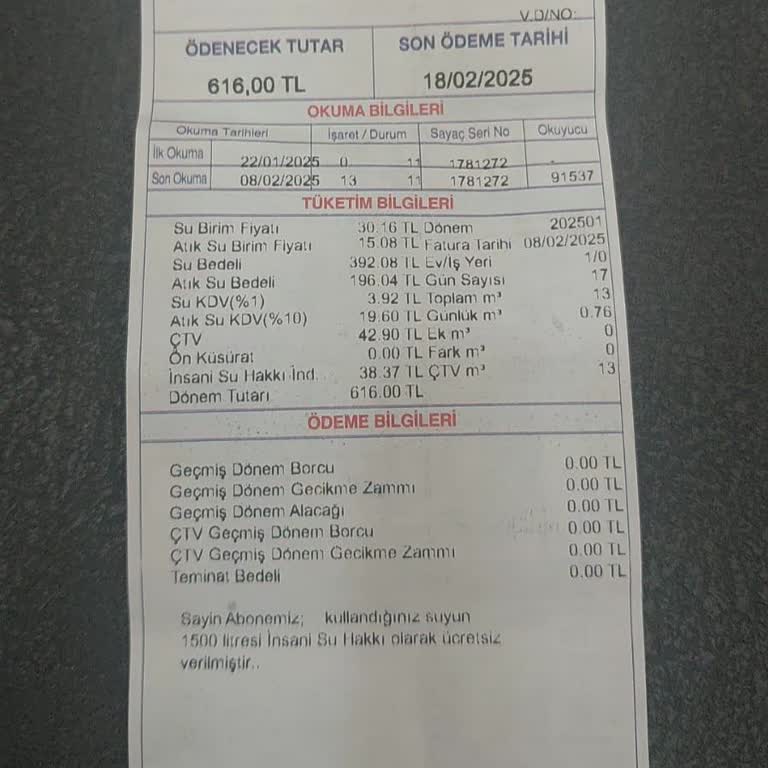 V.D/NO:
ÖDENECEK TUTAR SON ÖDEME TARİHİ
616,00 TL 18/02/2025
OKUMA BİLGİLERİ
Okuma Tarihleri İşaret / Durum Sayaç Seri No Okuyucu
İlk Okuma 22/01/2025 0 11 1781272 .
Son Okuma 08/02/2025 13 11 1781272 91537
TÜKETİM BİLGİLERİ
Su Birim Fiyatı 30.16 TL Dönem 202501
Atık Su Birim Fiyatı 15.08 TL Fatura Tarihi 08/02/2025
Su Bedeli 392.08 TL Ev/İş Yeri 1/0
Atık Su Bedeli 196.04 TL Gün Sayısı 17
Su KDV(%1) 3.92 TL Toplam m³ 13
Atık Su KDV(%10) 19.60 TL Günlük m³ 0.76
ÇTV 42.90 TL Ek m³ 0
Ön Küsürat 0.00 TL Fark m³ 0
İnsani Su Hakkı İnd. 38.37 TL ÇTV m³ 13
Dönem Tutarı 616.00 TL
ÖDEME BİLGİLERİ
Geçmiş Dönem Borcu 0.00 TL
Geçmiş Dönem Gecikme Zammı 0.00 TL
Geçmiş Dönem Alacağı 0.00 TL
ÇTV Geçmiş Dönem Borcu 0.00 TL
ÇTV Geçmiş Dönem Gecikme Zammı 0.00 TL
Teminat Bedeli 0.00 TL
Sayin Abonemiz; kullandığınız suyun
1500 litresi İnsani Su Hakkı olarak ücretsiz
verilmiştir..